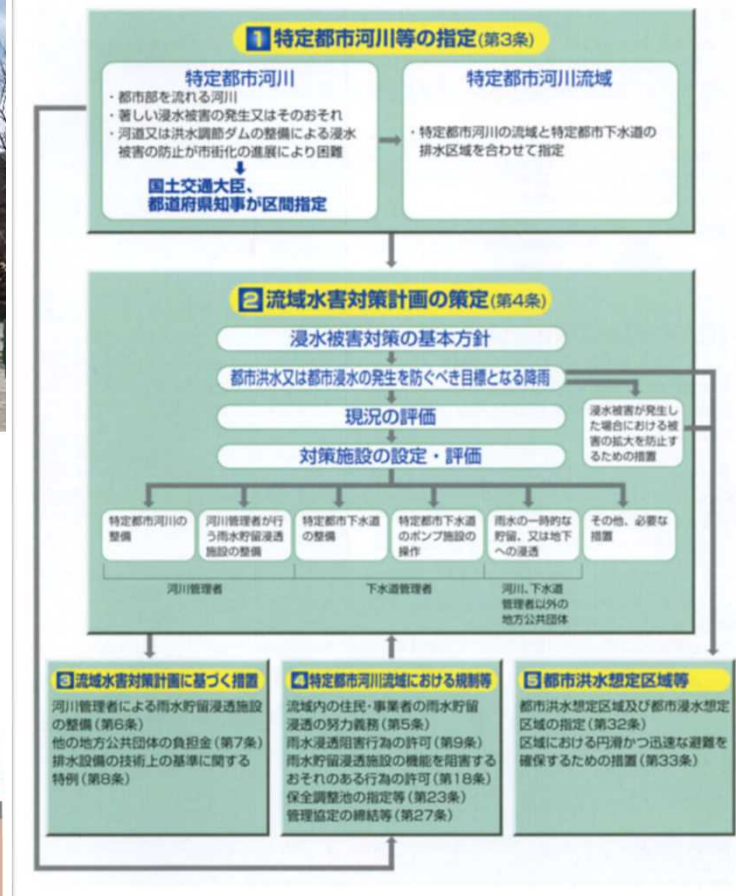 1 特定都市河川等の指定(第3条)
特定都市河川
・都市部を流れる河川
・著しい浸水被害の発生又はそのおそれ
・河道又は洪水調節ダムの整備による浸水
被害の防止が市街化の進展により困難
国土交通大臣、
都道府県知事が区間指定
特定都市河川流域
・特定都市河川の流域と特定都市下水道の
排水区域を合わせて指定
2 流域水害対策計画の策定(第4条)
浸水被害対策の基本方針
都市洪水又は都市浸水の発生を防ぐべき目標となる降雨
現況の評価
対策施設の設定・評価
浸水被害が発生し
た場合における被
害の拡大を防止す
るための措置
特定都市河川の
整備
河川管理者が行
う雨水貯留浸透
施設の整備
特定都市下水道
の整備
特定都市下水道
のポンプ施設の
操作
雨水の一時的な
貯留、又は地下
への浸透
その他、必要な
措置
河川管理者
下水道管理者
河川、下水道
管理者以外の
地方公共団体
3 流域水害対策計画に基づく措置
河川管理者による雨水貯留浸透施設
の整備(第6条)
他の地方公共団体の負担金(第7条)
排水設備の技術上の基準に関する
特例(第8条)
4 特定都市河川流域における規制等
流域内の住民・事業者の雨水貯留
浸透の努力義務(第5条)
雨水浸透阻害行為の許可(第9条)
雨水貯留浸透施設の機能を阻害する
おそれのある行為の許可(第18条)
保全調整池の指定等(第23条)
管理協定の締結等(第27条)
5 都市洪水想定区域等
都市洪水想定区域及び都市浸水想定
区域の指定(第32条)
区域における円滑かつ迅速な避難を
確保するための措置(第33条)